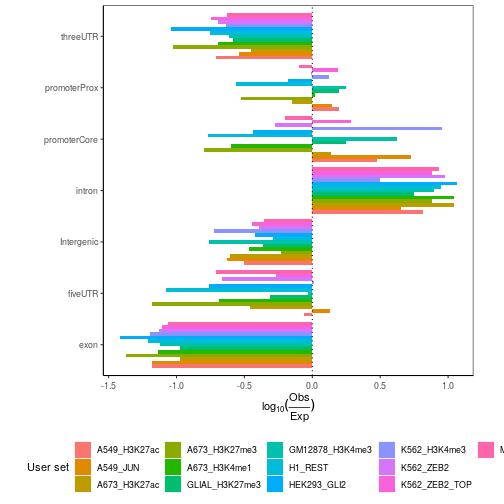 threeUTR
promoterProx
promoterCore
intron
Intergenic
fiveUTR
exon
-1.5 -1.0 -0.5 0.0 0.5 1.0
log10(Obs/Exp)
User set
A549_H3K27ac A673_H3K27me3 GM12878_H3K4me3 K562_H3K4me3
A549_JUN A673_H3K4me1 H1_REST K562_ZEB2
A673_H3K27ac GLIAL_H3K27me3 HEK293_GLI2 K562_ZEB2_TOP